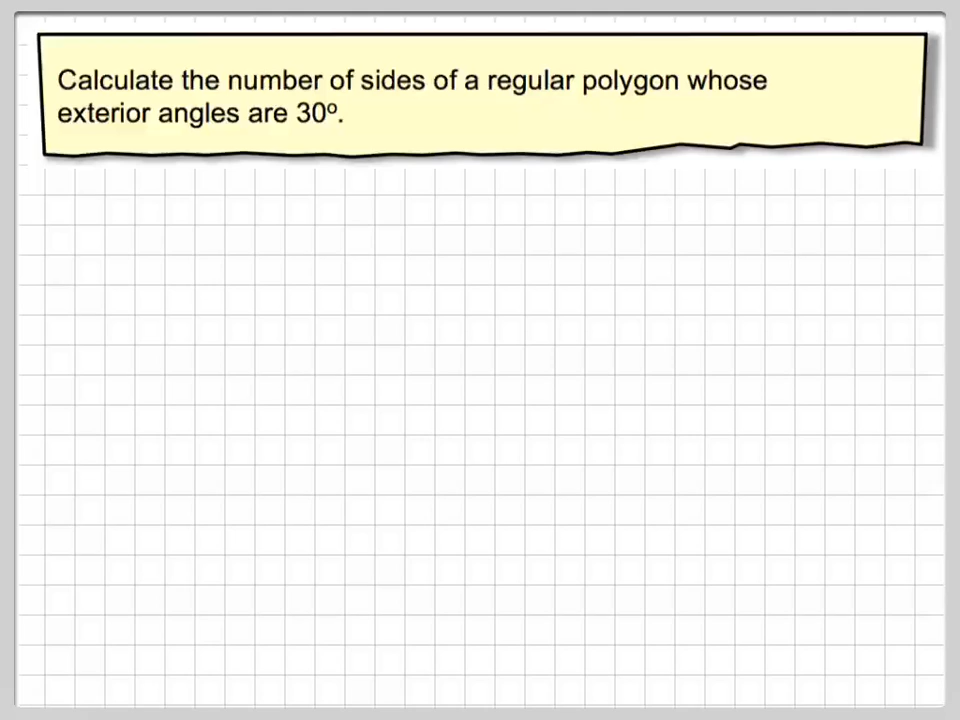 Calculate the number of sides of a regular polygon whose
exterior angles are 30º.